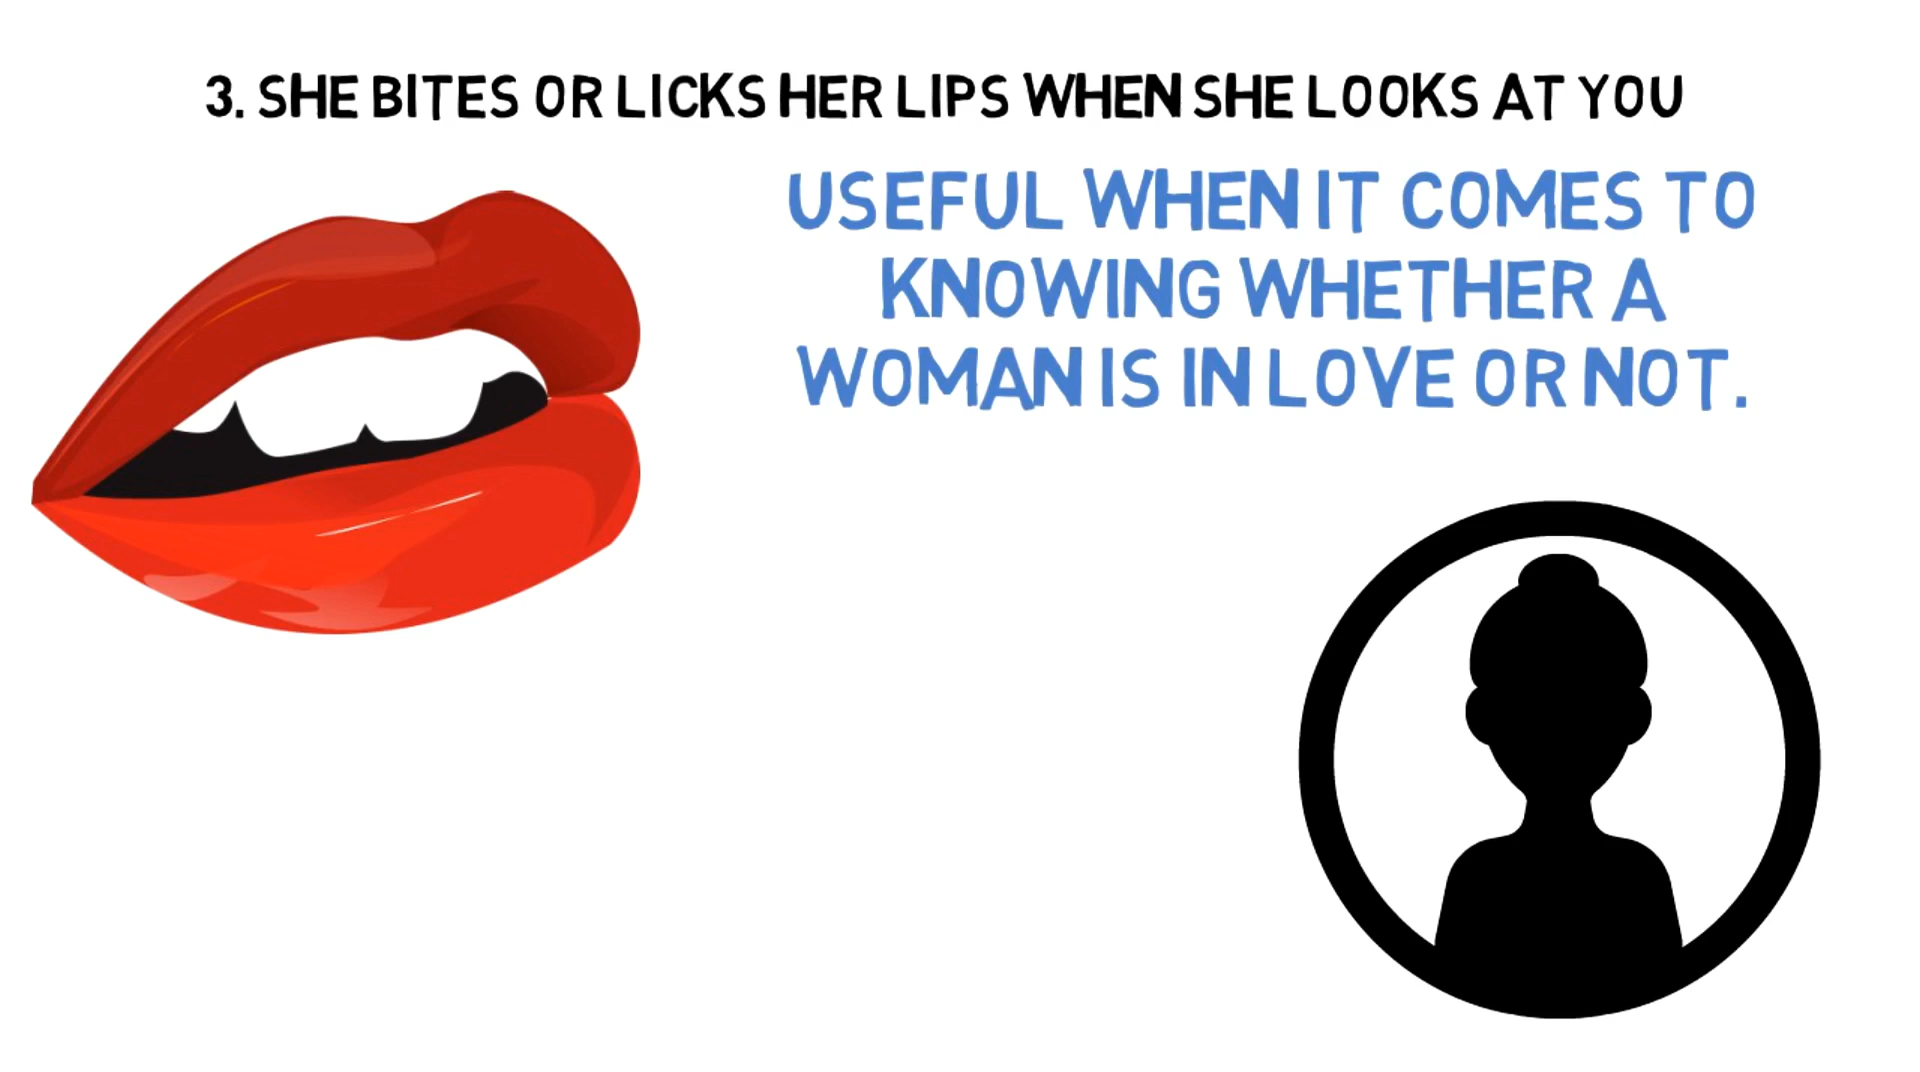 3. SHE BITES OR LICKS HER LIPS WHEN SHE LOOKS AT YOU
USEFUL WHEN IT COMES TO
KNOWING WHETHER A
WOMAN IS IN LOVE OR NOT.